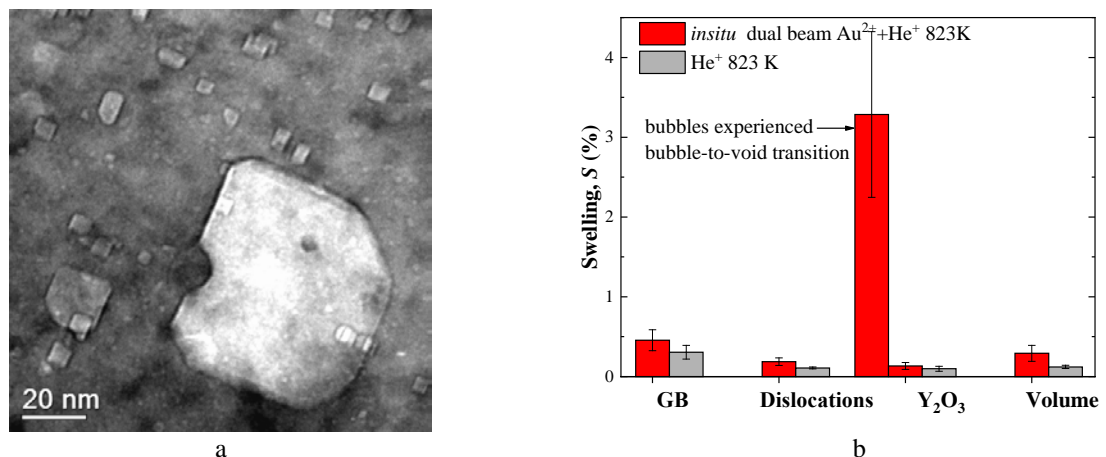 20 nm
a
insitu dual beam Au²⁺+He⁺ 823K
He⁺ 823 K
bubbles experienced
bubble-to-void transition
Swelling, S (%)
4
3
2
1
0
GB Dislocations Y₂O₃ Volume
b